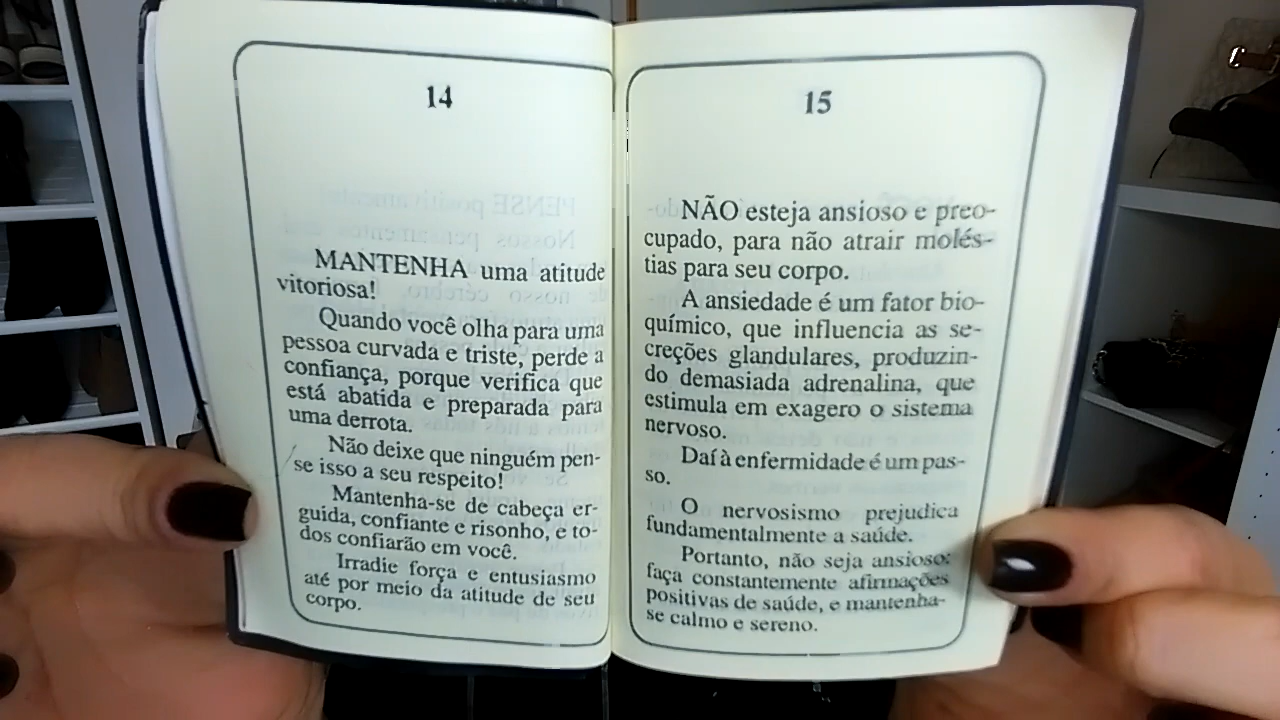 14
MANTENHA uma atitude
vitoriosa!
Quando você olha para uma
pessoa curvada e triste, perde a
confiança, porque verifica que
está abatida e preparada para
uma derrota.
Não deixe que ninguém pen-
se isso a seu respeito!
Mantenha-se de cabeça er-
guida, confiante e risonho, e to-
dos confiarão em você.
Irradie força e entusiasmo
até por meio da atitude de seu
corpo.
15
NÃO esteja ansioso e preo-
cupado, para não atrair molés-
tias para seu corpo.
A ansiedade é um fator bio-
químico, que influencia as se-
creções glandulares, produzin-
do demasiada adrenalina, que
estimula em exagero o sistema
nervoso.
Daí à enfermidade é um pas-
so.
O nervosismo prejudica
fundamentalmente a saúde.
Portanto, não seja ansioso:
faça constantemente afirmações
positivas de saúde, e mantenha-
se calmo e sereno.